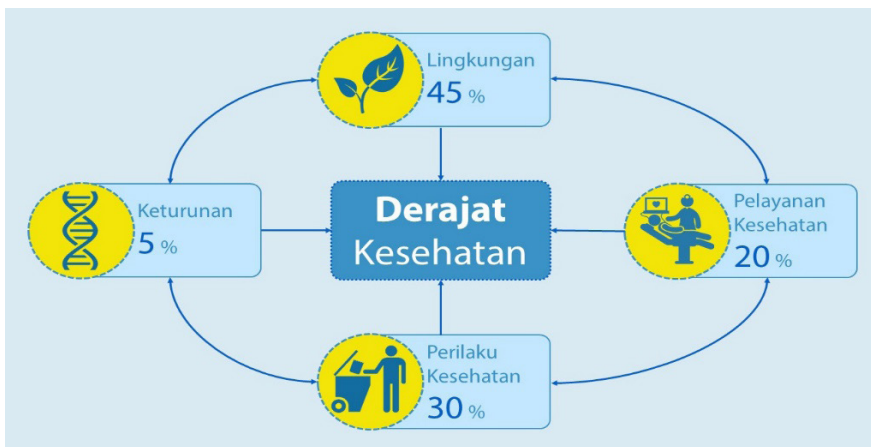 Lingkungan
45 %
Keturunan
5 %
Derajat
Kesehatan
Pelayanan
Kesehatan
20 %
Perilaku
Kesehatan
30 %